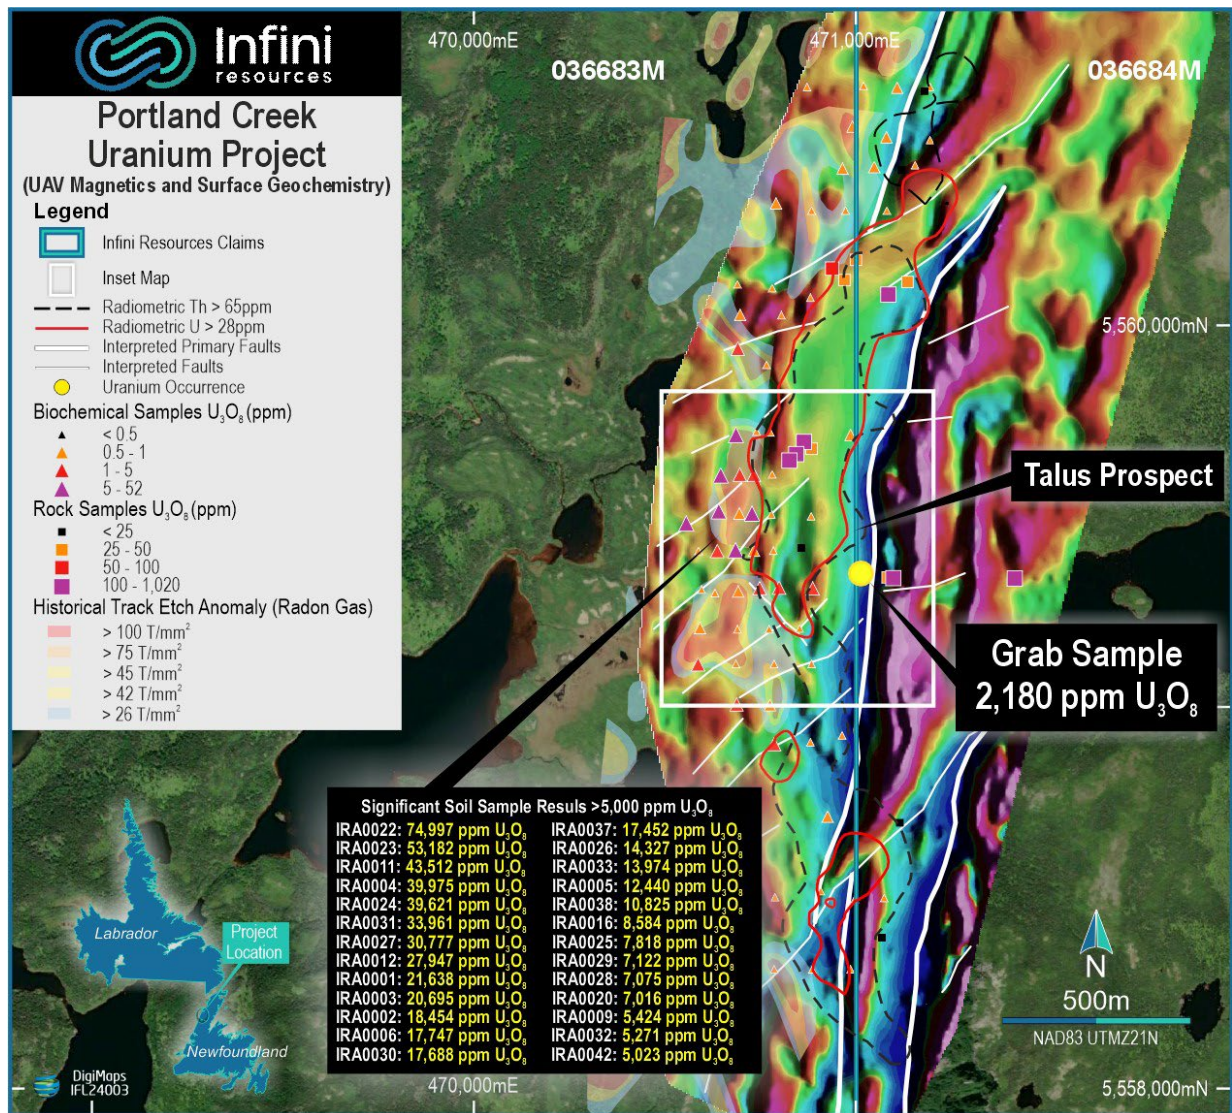 Infini
resources
Portland Creek
Uranium Project
(UAV Magnetics and Surface Geochemistry)
Legend
Infini Resources Claims
Inset Map
Radiometric Th > 65ppm
Radiometric U > 28ppm
Interpreted Primary Faults
Interpreted Faults
Uranium Occurrence
Biochemical Samples U₃O₈ (ppm)
< 0.5
0.5 - 1
1 - 5
5 - 52
Rock Samples U₃O₈ (ppm)
< 25
25 - 50
50 - 100
100 - 1,020
Historical Track Etch Anomaly (Radon Gas)
> 100 T/mm²
> 75 T/mm²
> 45 T/mm²
> 42 T/mm²
> 26 T/mm²
470,000mE
471,000mE
036683M
036684M
5,560,000mN
Talus Prospect
Grab Sample
2,180 ppm U₃O₈
Significant Soil Sample Resuls >5,000 ppm U₃O₈
IRA0022: 74,997 ppm U₃O₈
IRA0023: 53,182 ppm U₃O₈
IRA0011: 43,512 ppm U₃O₈
IRA0004: 39,975 ppm U₃O₈
IRA0024: 39,621 ppm U₃O₈
IRA0031: 33,961 ppm U₃O₈
IRA0027: 30,777 ppm U₃O₈
IRA0012: 27,947 ppm U₃O₈
IRA0001: 21,638 ppm U₃O₈
IRA0003: 20,695 ppm U₃O₈
IRA0002: 18,454 ppm U₃O₈
IRA0006: 17,747 ppm U₃O₈
IRA0030: 17,688 ppm U₃O₈
IRA0037: 17,452 ppm U₃O₈
IRA0026: 14,327 ppm U₃O₈
IRA0033: 13,974 ppm U₃O₈
IRA0005: 12,440 ppm U₃O₈
IRA0038: 10,825 ppm U₃O₈
IRA0016: 8,584 ppm U₃O₈
IRA0025: 7,818 ppm U₃O₈
IRA0029: 7,122 ppm U₃O₈
IRA0028: 7,075 ppm U₃O₈
IRA0020: 7,016 ppm U₃O₈
IRA0009: 5,424 ppm U₃O₈
IRA0032: 5,271 ppm U₃O₈
IRA0042: 5,023 ppm U₃O₈
Labrador
Project
Location
Newfoundland
DigiMaps
IFL24003
470,000mE
N
500m
NAD83 UTMZ21N
5,558,000mN